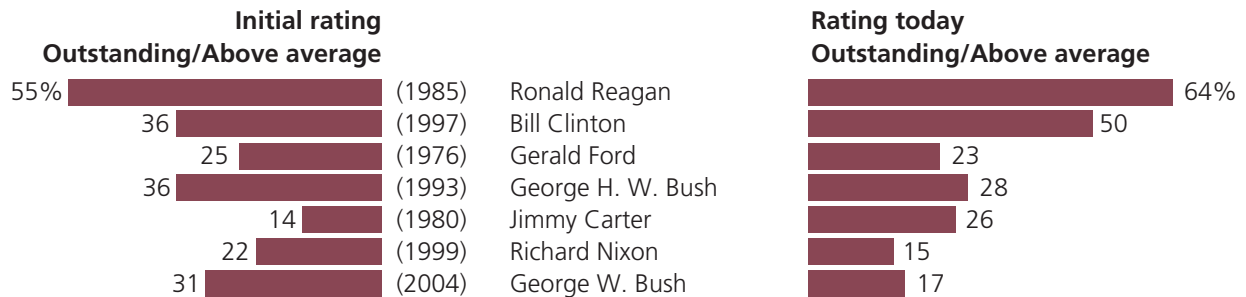 Initial rating Rating today
Outstanding/Above average Outstanding/Above average
55% (1985) Ronald Reagan 64%
36 (1997) Bill Clinton 50
25 (1976) Gerald Ford 23
36 (1993) George H. W. Bush 28
14 (1980) Jimmy Carter 26
22 (1999) Richard Nixon 15
31 (2004) George W. Bush 17